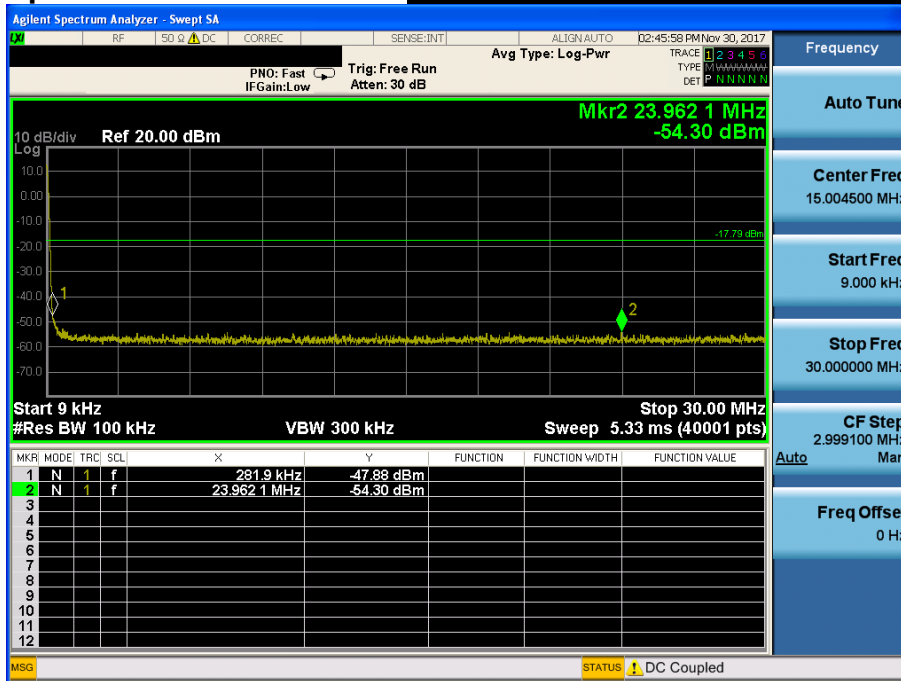 Agilent Spectrum Analyzer - Swept SA
LXI RF 50 Ω DC CORREC SENSE:INT ALIGN AUTO 02:45:58 PM Nov 30, 2017
Avg Type: Log-Pwr
TRACE 1 2 3 4 5 6
TYPE M WWWWW
DET P N N N N N
PNO: Fast Trig: Free Run
IFGain:Low Atten: 30 dB
Mkr2 23.962 1 MHz
-54.30 dBm
10 dB/div Ref 20.00 dBm
Log
10.0
0.00
-10.0
-17.79 dBm
-20.0
-30.0
-40.0
1
2
-50.0
-60.0
-70.0
Start 9 kHz Stop 30.00 MHz
#Res BW 100 kHz VBW 300 kHz Sweep 5.33 ms (40001 pts)
MKR MODE TRC SCL X Y FUNCTION FUNCTION WIDTH FUNCTION VALUE
1 N 1 f 281.9 kHz -47.88 dBm
2 N 1 f 23.962 1 MHz -54.30 dBm
3
4
5
6
7
8
9
10
11
12
MSG STATUS DC Coupled
Frequency
Auto Tune
Center Freq
15.004500 MHz
Start Freq
9.000 kHz
Stop Freq
30.000000 MHz
CF Step
2.999100 MHz
Auto Man
Freq Offset
0 Hz